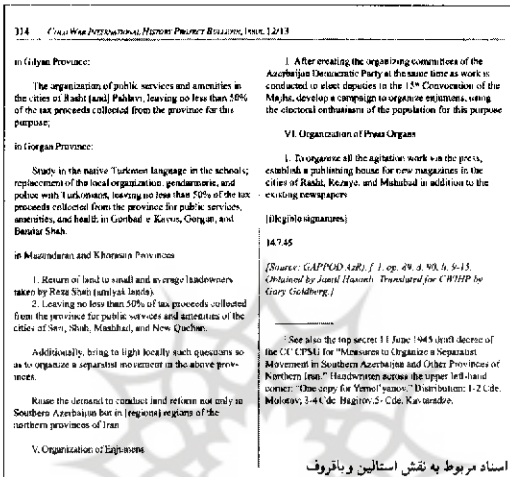 314 COLD WAR INTERNATIONAL HISTORY PROJECT BULLETIN, ISSUE 12/13
in Gilyan Province:
The organization of public services and amenities in
the cities of Rasht [and] Pahlavi, leaving no less than 50%
of the tax proceeds collected from the province for this
purpose;
in Gorgan Province:
Study in the native Turkmen language in the schools;
replacement of the local organization, gendarmerie, and
police with Turkomans, leaving no less than 50% of the tax
proceeds collected from the province for public services,
amenities, and health in Gonbad-e-Kavus, Gorgan, and
Bandar Shah.
in Mazandaran and Khorasan Provinces
1. Return of land to small and average landowners
taken by Reza Shah (amlyak lands).
2. Leaving no less than 50% of tax proceeds collected
from the province for public services and amenities of the
cities of Sari, Shah, Mashhad, and New Quchan.
Additionally, bring to light locally such questions so
as to organize a separatist movement in the above prov-
inces.
Raise the demand to conduct land reform not only in
Southern Azerbaijan but in [regions] regions of the
northern provinces of Iran
V. Organization of Enjumens
1. After creating the organizing committees of the
Azerbaijan Democratic Party at the same time as work is
conducted to elect deputies to the 15th Convocation of the
Majlis, develop a campaign to organize enjumens, using
the electoral enthusiasm of the population for this purpose
VI. Organization of Press Organs
1. To organize all the agitation work via the press,
establish a publishing house for new magazines in the
cities of Rasht, Rezaye, and Mahabad in addition to the
existing newspapers
[illegible signatures]
14.7.45
[Source: GAPPOD AzR, f. 1, op. 89, d. 90, ll. 9-15.
Obtained by Jamil Hasanli. Translated for CWIHP by
Gary Goldberg.]
See also the top secret 11 June 1945 draft decree of
the CC CPSU for "Measures to Organize a Separatist
Movement in Southern Azerbaijan and Other Provinces of
Northern Iran." Handwritten across the upper left-hand
corner: "One copy for Yemel'yanov." Distribution: 1-2 Cde.
Molotov; 3-4 Cde. Bagirov, 5- Cde. Kavtaradze.
اسناد مربوط به نقش استالین و باقروف